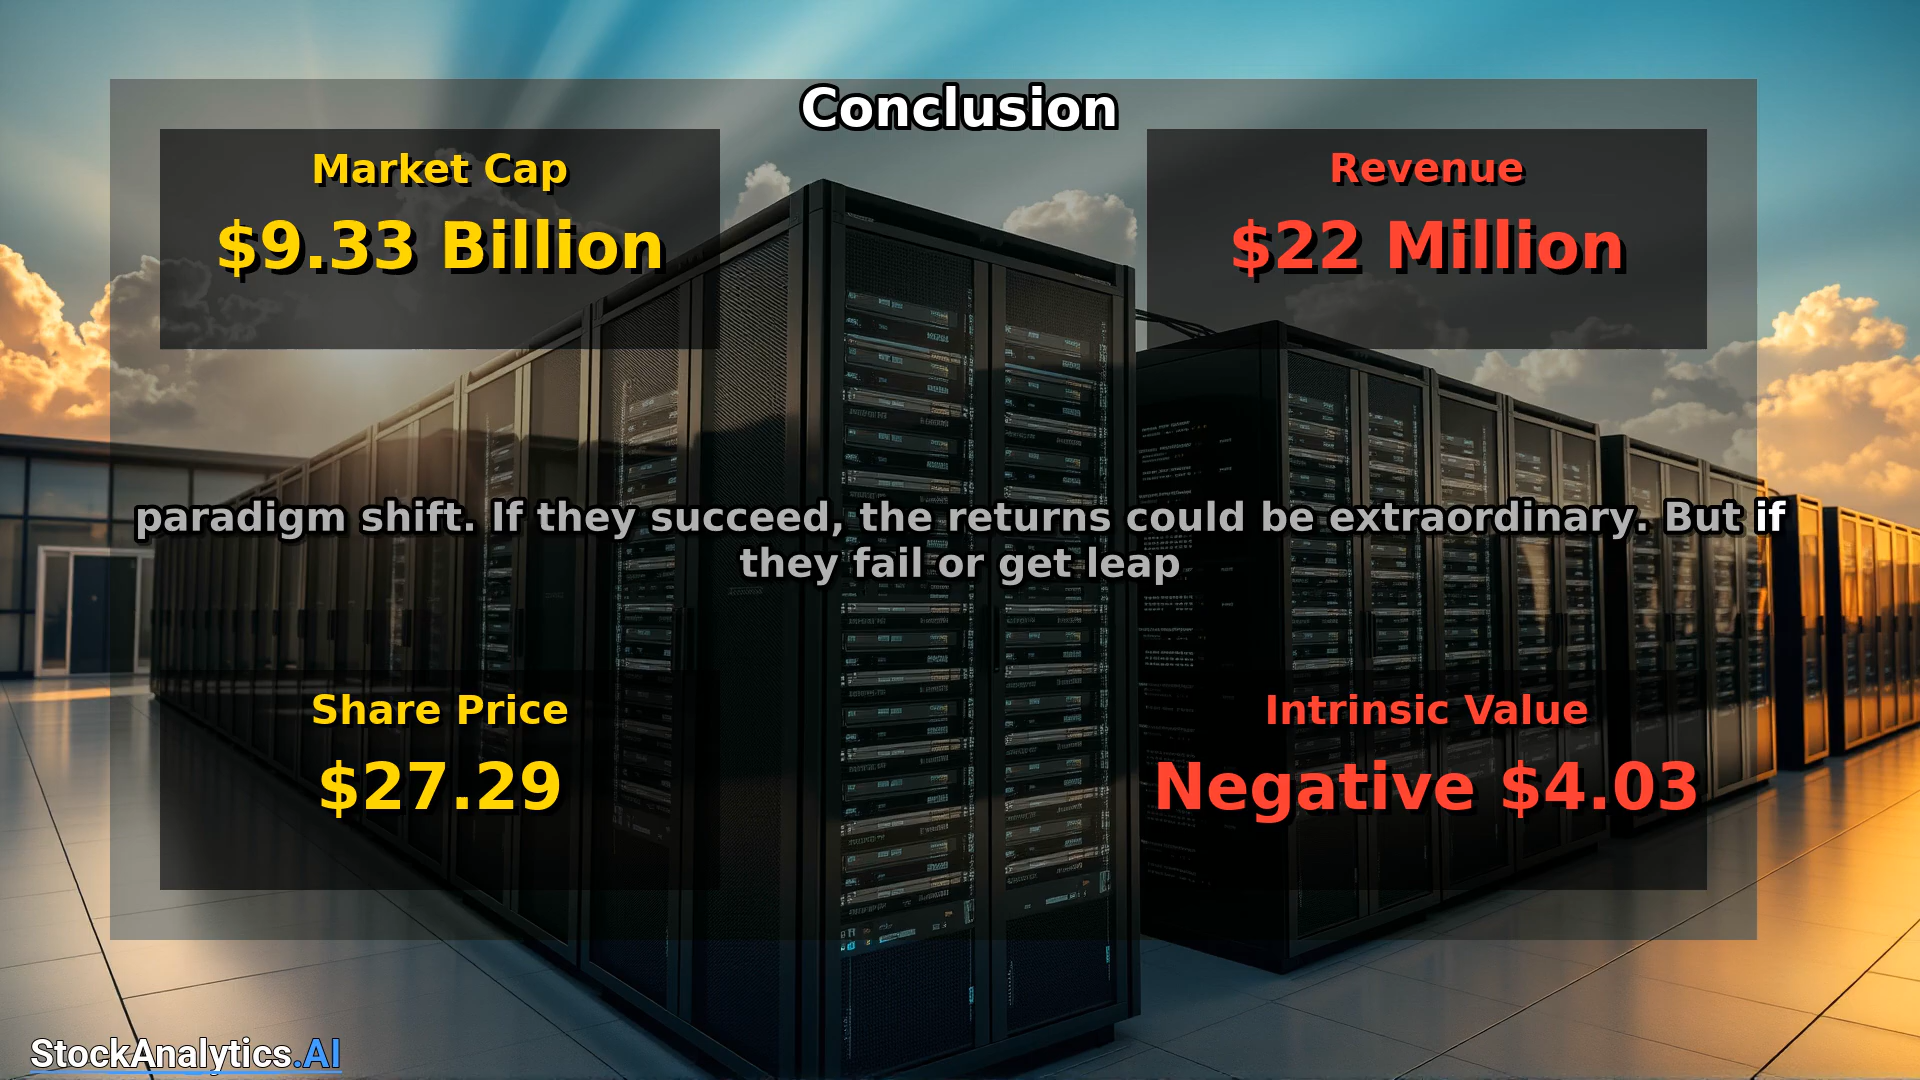 Conclusion
Market Cap
$9.33 Billion
Revenue
$22 Million
paradigm shift. If they succeed, the returns could be extraordinary. But if
they fail or get leap
Share Price
$27.29
Intrinsic Value
Negative $4.03
StockAnalytics.AI